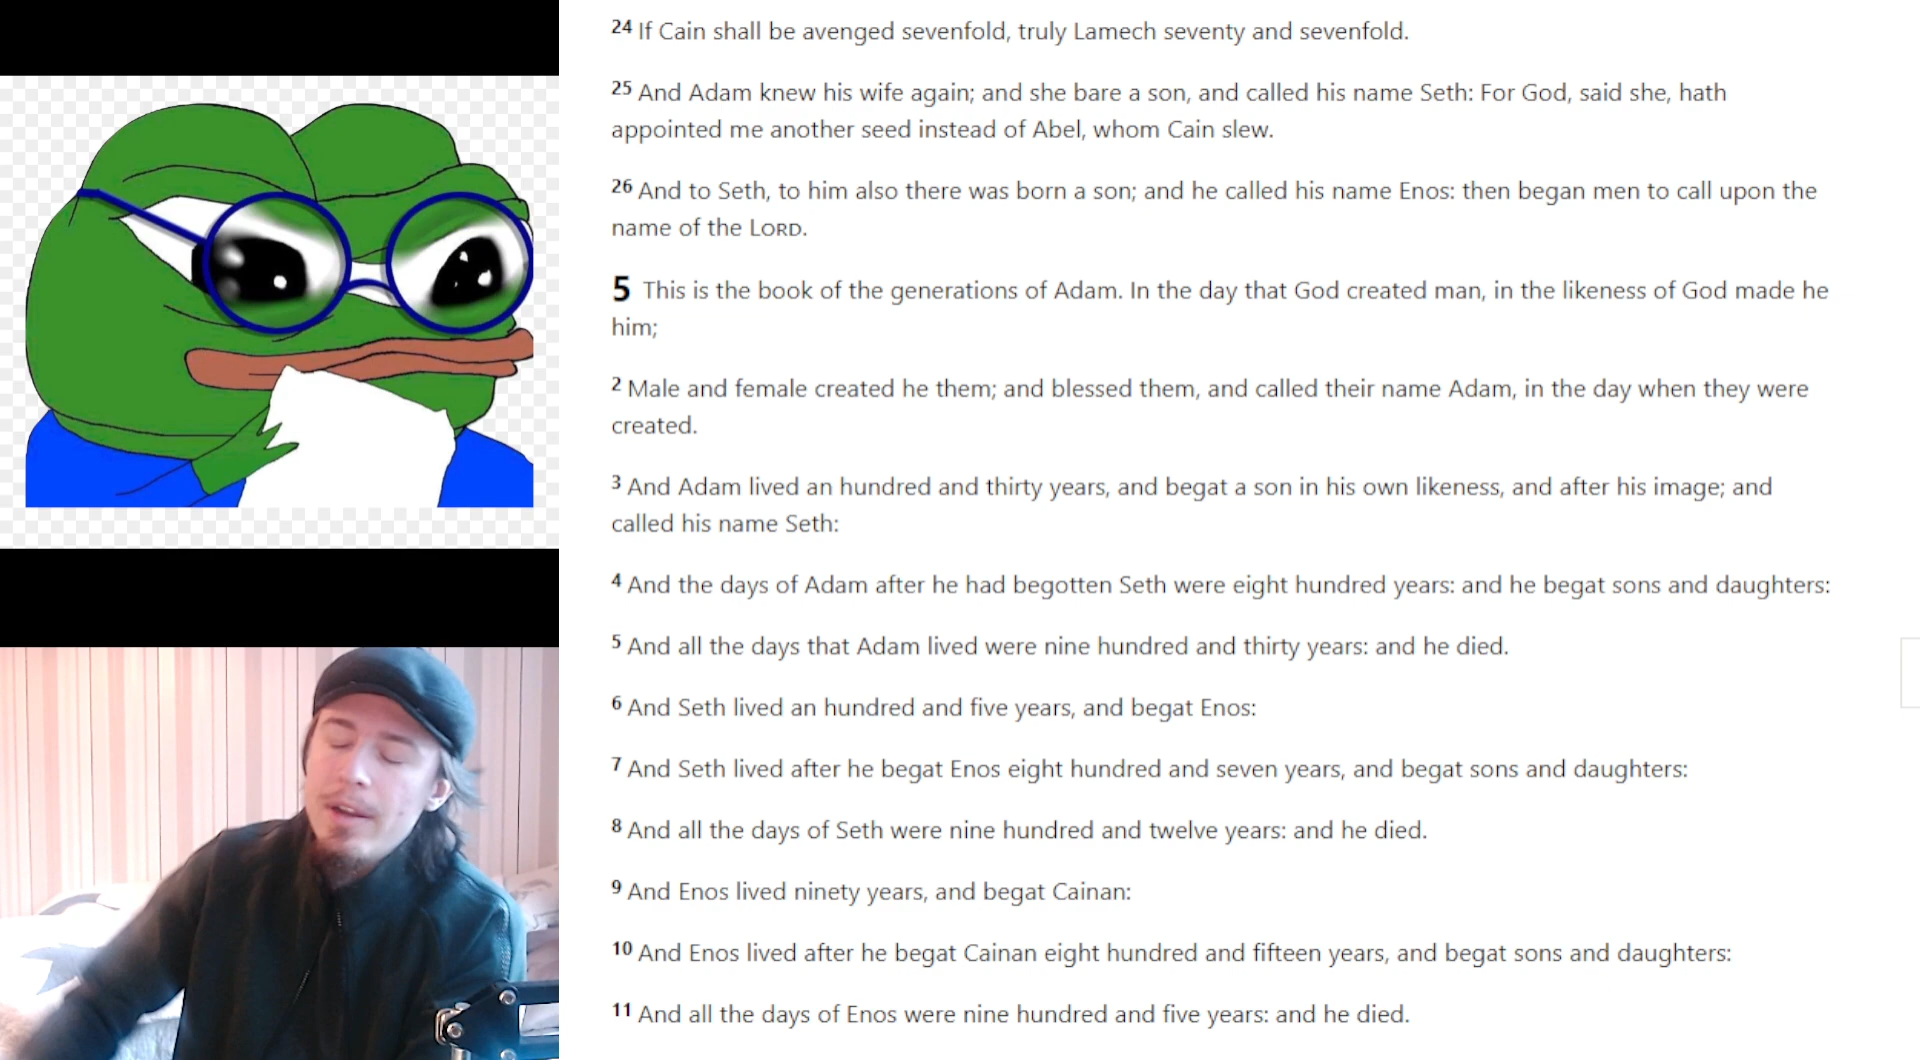 24 If Cain shall be avenged sevenfold, truly Lamech seventy and sevenfold.
25 And Adam knew his wife again; and she bare a son, and called his name Seth: For God, said she, hath
appointed me another seed instead of Abel, whom Cain slew.
26 And to Seth, to him also there was born a son; and he called his name Enos: then began men to call upon the
name of the LORD.
5 This is the book of the generations of Adam. In the day that God created man, in the likeness of God made he
him;
2 Male and female created he them; and blessed them, and called their name Adam, in the day when they were
created.
3 And Adam lived an hundred and thirty years, and begat a son in his own likeness, and after his image; and
called his name Seth:
4 And the days of Adam after he had begotten Seth were eight hundred years: and he begat sons and daughters:
5 And all the days that Adam lived were nine hundred and thirty years: and he died.
6 And Seth lived an hundred and five years, and begat Enos:
7 And Seth lived after he begat Enos eight hundred and seven years, and begat sons and daughters:
8 And all the days of Seth were nine hundred and twelve years: and he died.
9 And Enos lived ninety years, and begat Cainan:
10 And Enos lived after he begat Cainan eight hundred and fifteen years, and begat sons and daughters:
11 And all the days of Enos were nine hundred and five years: and he died.